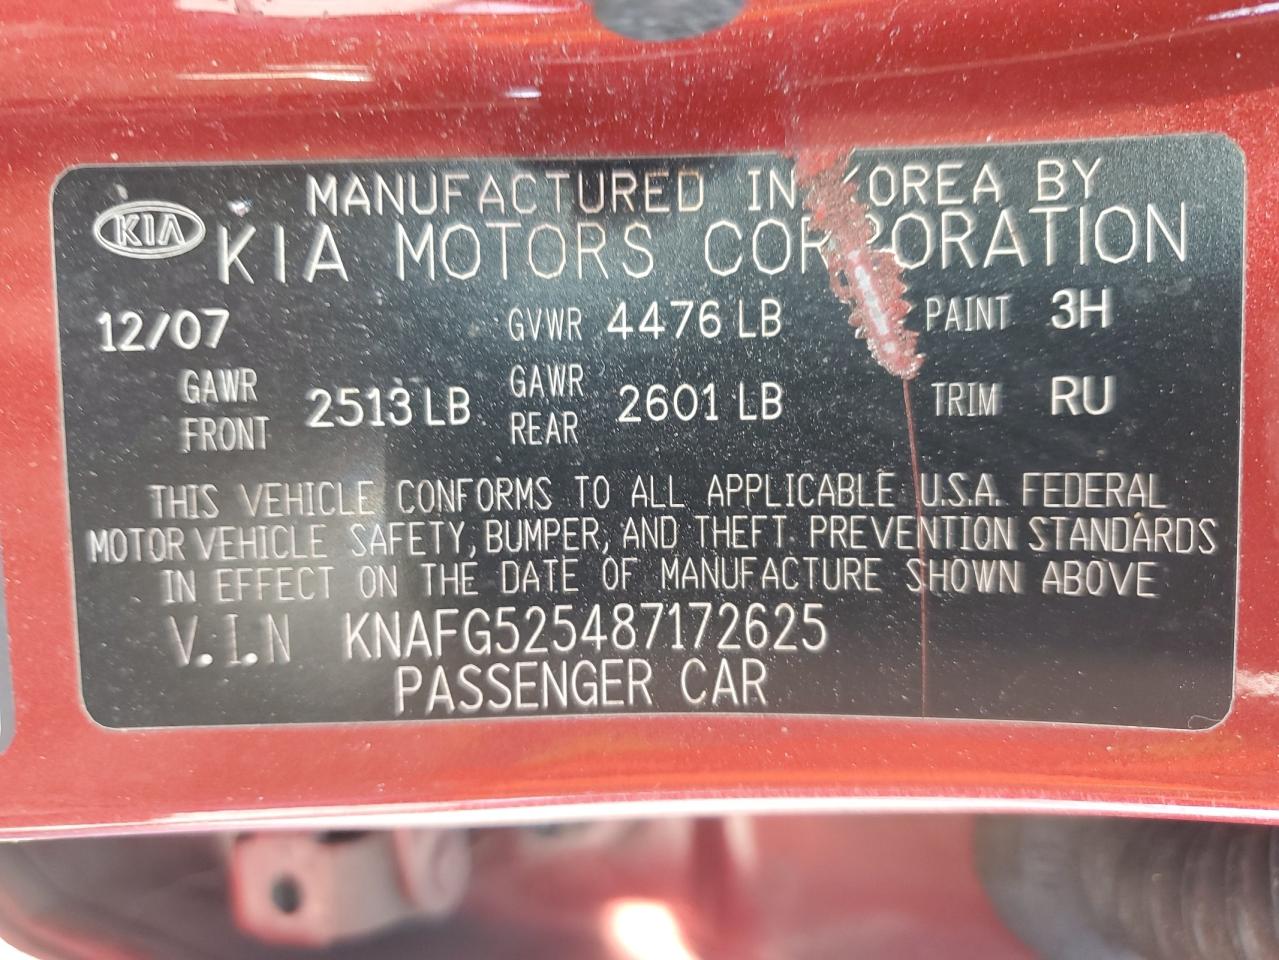 MANUFACTURED IN KOREA BY
KIA
KIA MOTORS CORPORATION
12/07 GVWR 4476 LB PAINT 3H
GAWR FRONT 2513 LB GAWR REAR 2601 LB TRIM RU
THIS VEHICLE CONFORMS TO ALL APPLICABLE U.S.A. FEDERAL
MOTOR VEHICLE SAFETY, BUMPER, AND THEFT PREVENTION STANDARDS
IN EFFECT ON THE DATE OF MANUFACTURE SHOWN ABOVE
V.I.N KNAFG525487172625
PASSENGER CAR